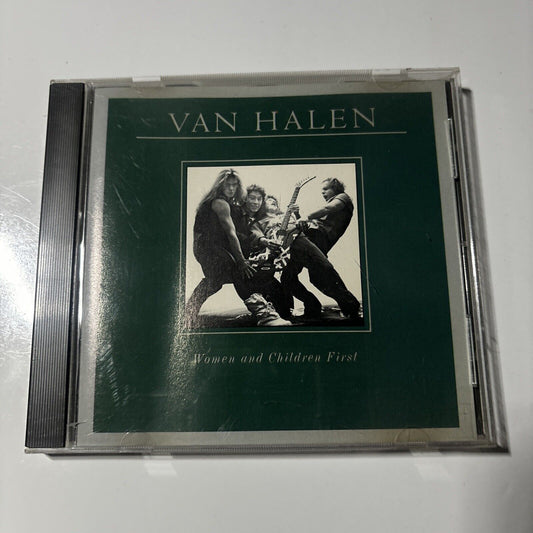 VAN HALEN
Women and Children First